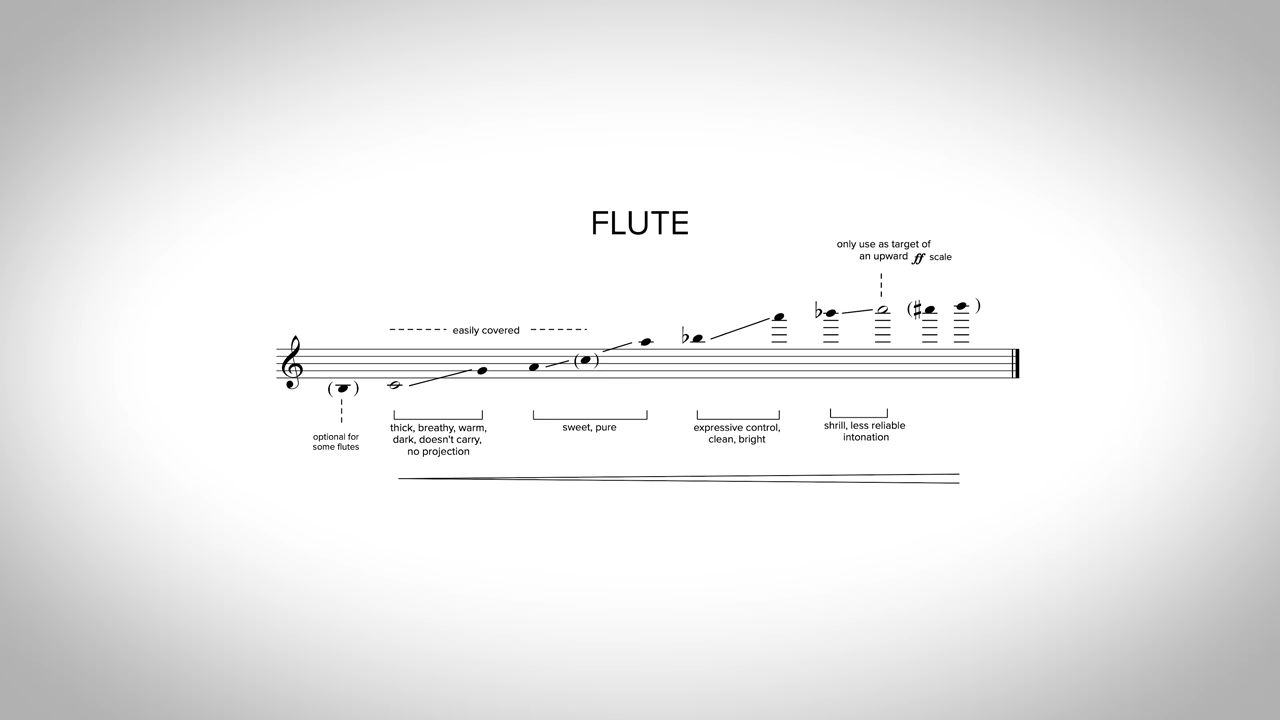 FLUTE
only use as target of
an upward ff scale
easily covered
optional for
some flutes
thick, breathy, warm,
dark, doesn't carry,
no projection
sweet, pure
expressive control,
clean, bright
shrill, less reliable
intonation